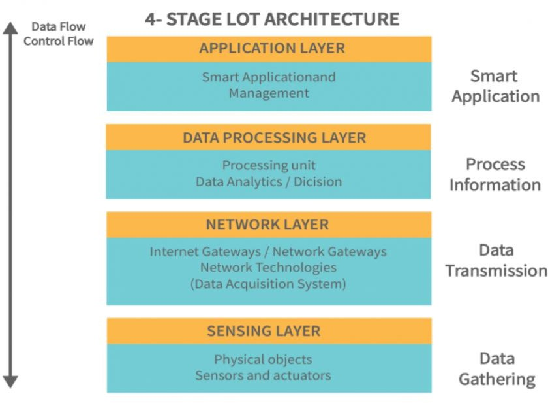 4- STAGE LOT ARCHITECTURE
Data Flow
Control Flow
APPLICATION LAYER
Smart Applicationand
Management
Smart
Application
DATA PROCESSING LAYER
Processing unit
Data Analytics / Dicision
Process
Information
NETWORK LAYER
Internet Gateways / Network Gateways
Network Technologies
(Data Acquisition System)
Data
Transmission
SENSING LAYER
Physical objects
Sensors and actuators
Data
Gathering